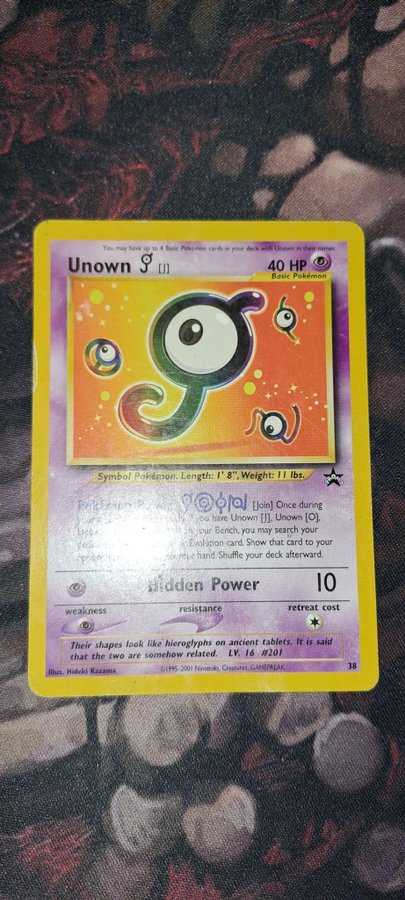 You may have up to 4 Basic Pokémon cards in your deck with Unown in their names.
Unown J [J] 40 HP
Basic Pokémon
Symbol Pokémon. Length: 1' 8", Weight: 11 lbs.
[Join] Once during
your if you have Unown [J], Unown [O],
on your Bench, you may search your
Evolution card. Show that card to your
your hand. Shuffle your deck afterward.
Hidden Power 10
weakness resistance retreat cost
Their shapes look like hieroglyphs on ancient tablets. It is said
that the two are somehow related. LV. 16 #201
Illus. Hideki Kazama ©1995-2001 Nintendo, Creatures, GAMEFREAK. 38